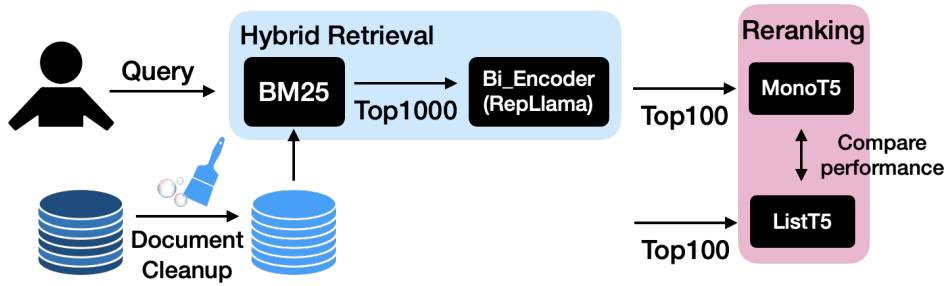 Hybrid Retrieval
Query
BM25
Top1000
Bi_Encoder
(RepLlama)
Top100
Reranking
MonoT5
Compare
performance
ListT5
Top100
Document
Cleanup